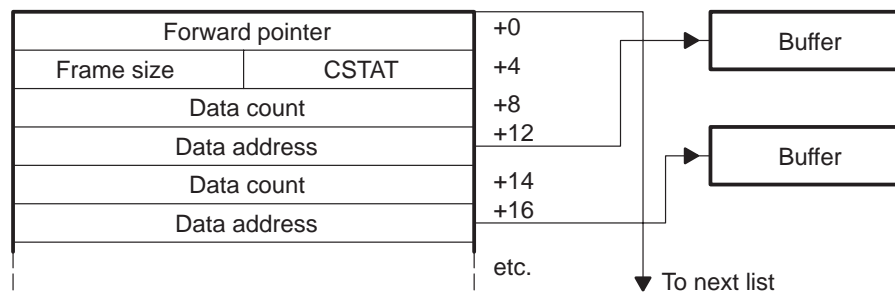 Forward pointer +0 Buffer
Frame size CSTAT +4
Data count +8
Data address +12
Buffer
Data count +14
Data address +16
etc.
To next list